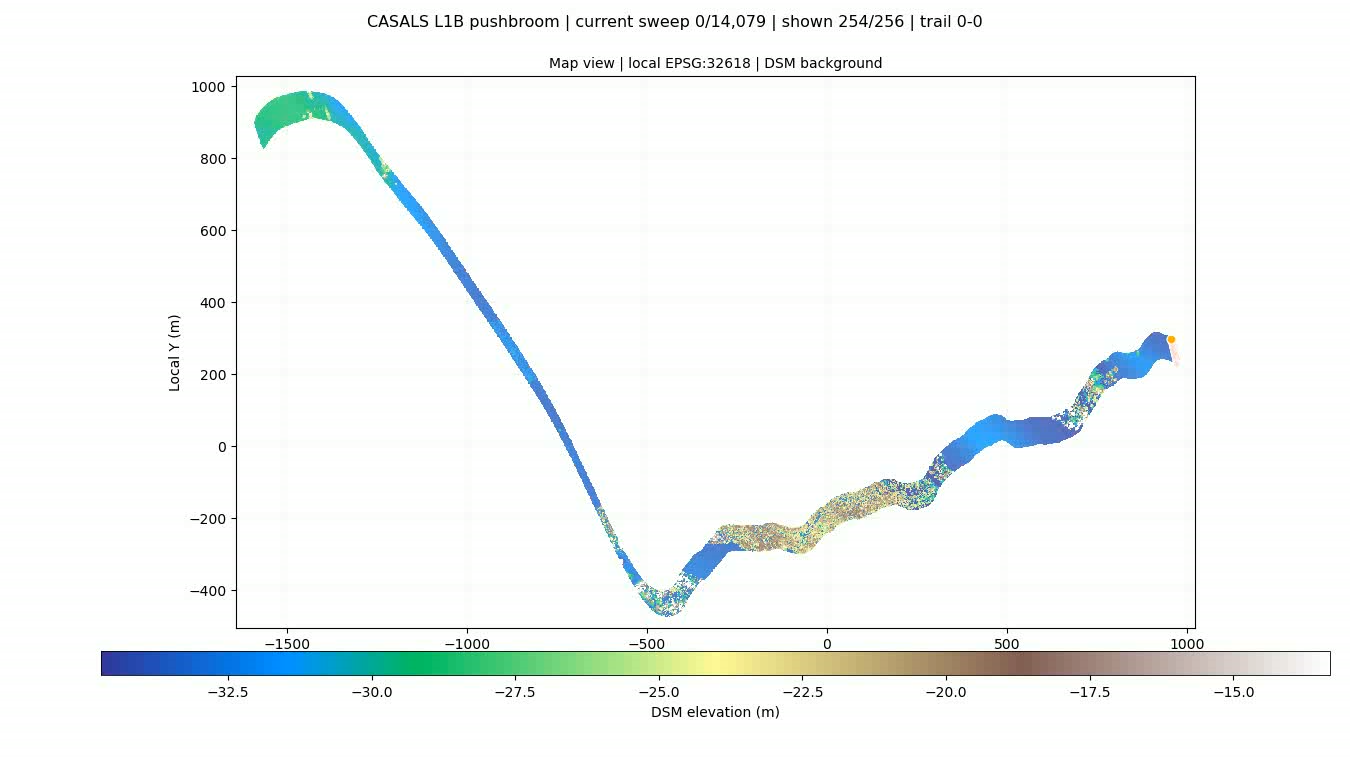 CASALS L1B pushbroom | current sweep 0/14,079 | shown 254/256 | trail 0-0
Map view | local EPSG:32618 | DSM background
1000
800
600
400
200
0
−200
−400
Local Y (m)
−1500 −1000 −500 0 500 1000
−32.5 −30.0 −27.5 −25.0 −22.5 −20.0 −17.5 −15.0
DSM elevation (m)